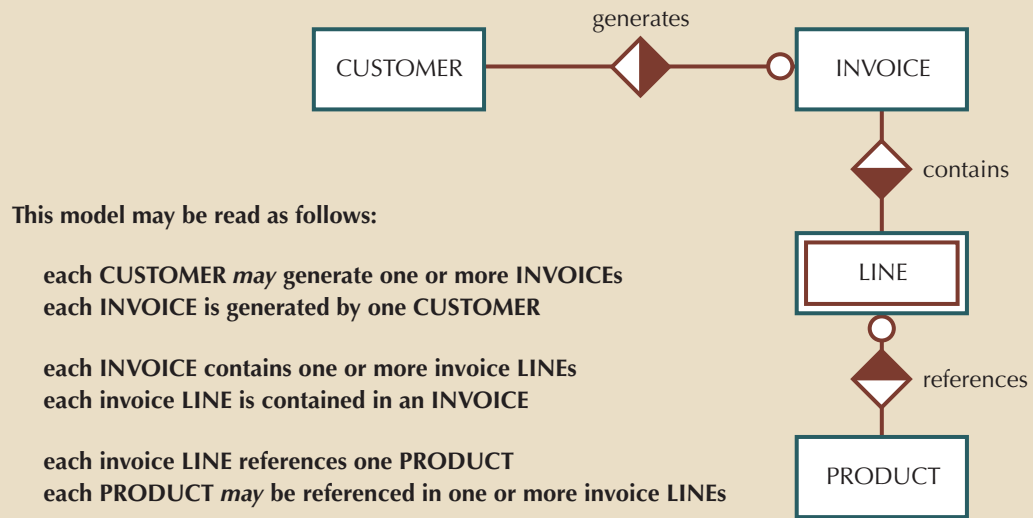 generates
CUSTOMER
INVOICE
contains
This model may be read as follows:
each CUSTOMER may generate one or more INVOICEs
each INVOICE is generated by one CUSTOMER
LINE
each INVOICE contains one or more invoice LINEs
each invoice LINE is contained in an INVOICE
references
each invoice LINE references one PRODUCT
each PRODUCT may be referenced in one or more invoice LINEs
PRODUCT